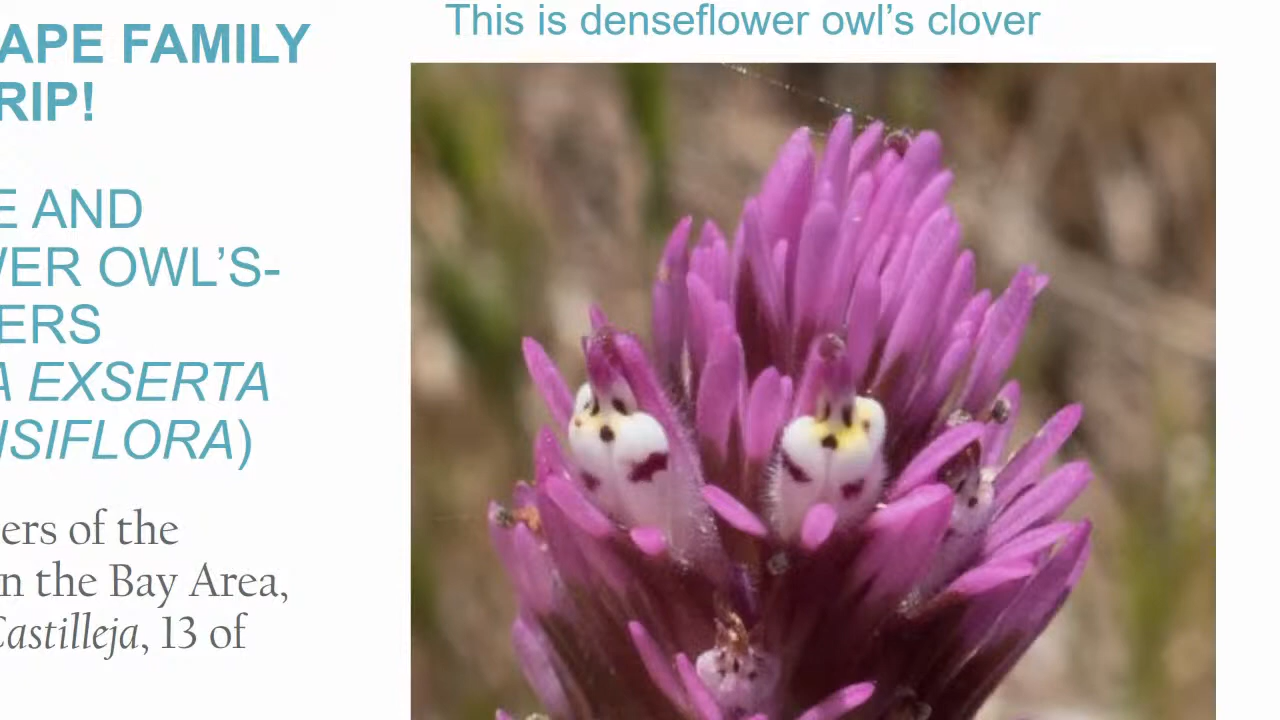 APE FAMILY
RIP!
E AND
WER OWL’S-
ERS
A EXSERTA
NSIFLORA)
ers of the
n the Bay Area,
Castilleja, 13 of
This is denseflower owl’s clover